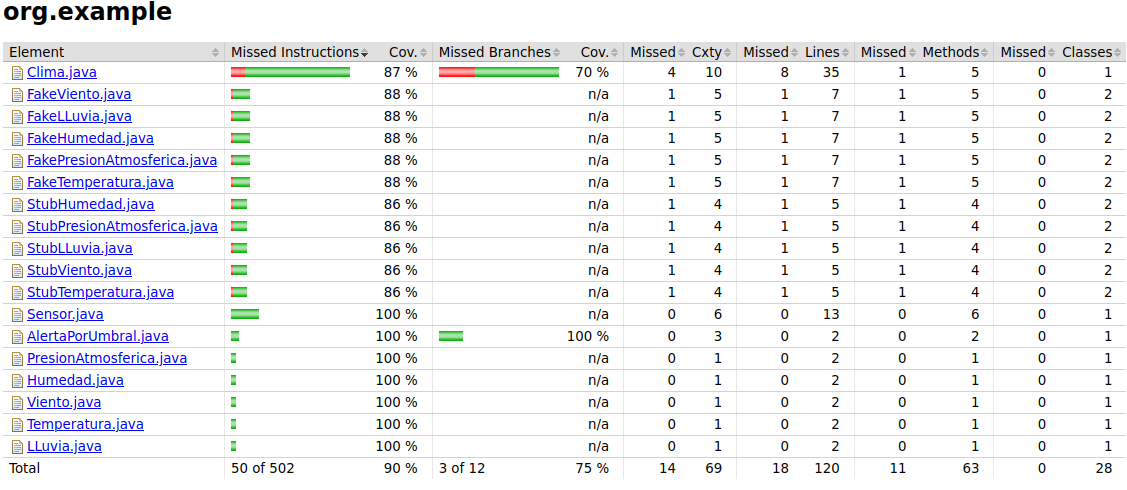 org.example
Element Missed Instructions Cov. Missed Branches Cov. Missed Cxty Missed Lines Missed Methods Missed Classes
Clima.java 87 % 70 % 4 10 8 35 1 5 0 1
FakeViento.java 88 % n/a 1 5 1 7 1 5 0 2
FakeLLuvia.java 88 % n/a 1 5 1 7 1 5 0 2
FakeHumedad.java 88 % n/a 1 5 1 7 1 5 0 2
FakePresionAtmosferica.java 88 % n/a 1 5 1 7 1 5 0 2
FakeTemperatura.java 88 % n/a 1 5 1 7 1 5 0 2
StubHumedad.java 86 % n/a 1 4 1 5 1 4 0 2
StubPresionAtmosferica.java 86 % n/a 1 4 1 5 1 4 0 2
StubLLuvia.java 86 % n/a 1 4 1 5 1 4 0 2
StubViento.java 86 % n/a 1 4 1 5 1 4 0 2
StubTemperatura.java 86 % n/a 1 4 1 5 1 4 0 2
Sensor.java 100 % n/a 0 6 0 13 0 6 0 1
AlertaPorUmbral.java 100 % 100 % 0 3 0 2 0 2 0 1
PresionAtmosferica.java 100 % n/a 0 1 0 2 0 1 0 1
Humedad.java 100 % n/a 0 1 0 2 0 1 0 1
Viento.java 100 % n/a 0 1 0 2 0 1 0 1
Temperatura.java 100 % n/a 0 1 0 2 0 1 0 1
LLuvia.java 100 % n/a 0 1 0 2 0 1 0 1
Total 50 of 502 90 % 3 of 12 75 % 14 69 18 120 11 63 0 28